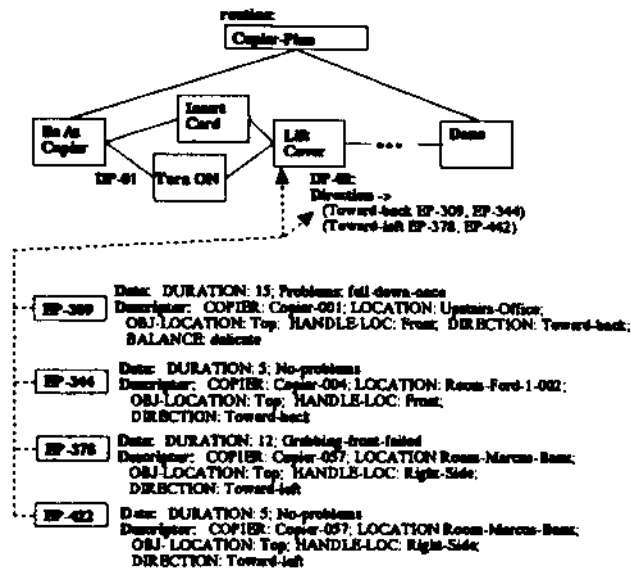 routine:
Copier-Plan
Be At
Copier
Insert
Card
Lift
Cover
...
Done
DP-01
Turn ON
DP-02:
Direction ->
(Toward-back EP-309, EP-344)
(Toward-left EP-378, EP-442)
EP-309
Data: DURATION: 15; Problems: fall-down-once
Descriptor: COPIER: Copier-001; LOCATION: Upstairs-Office;
OBJ-LOCATION: Top; HANDLE-LOC: Front; DIRECTION: Toward-back;
BALANCE: delicate
EP-344
Data: DURATION: 5; No-problems
Descriptor: COPIER: Copier-004; LOCATION: Room-Ford-1-002;
OBJ-LOCATION: Top; HANDLE-LOC: Front;
DIRECTION: Toward-back
EP-378
Data: DURATION: 12; Grabbing-front-failed
Descriptor: COPIER: Copier-057; LOCATION Room-Marcus-Banx;
OBJ-LOCATION: Top; HANDLE-LOC: Right-Side;
DIRECTION: Toward-left
EP-422
Data: DURATION: 5; No-problems
Descriptor: COPIER: Copier-057; LOCATION Room-Marcus-Banx;
OBJ- LOCATION: Top; HANDLE-LOC: Right-Side;
DIRECTION: Toward-left